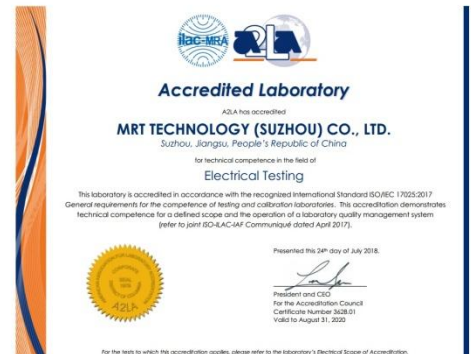 ilac-MRA
A2LA
Accredited Laboratory
A2LA has accredited
MRT TECHNOLOGY (SUZHOU) CO., LTD.
Suzhou, Jiangsu, People's Republic of China
for technical competence in the field of
Electrical Testing
This laboratory is accredited in accordance with the recognized International Standard ISO/IEC 17025:2017
General requirements for the competence of testing and calibration laboratories. This accreditation demonstrates
technical competence for a defined scope and the operation of a laboratory quality management system
(refer to joint ISO-ILAC-IAF Communiqué dated April 2017).
Presented this 24th day of July 2018.
President and CEO
For the Accreditation Council
Certificate Number 3628.01
Valid to August 31, 2020
CORPORATE
SEAL
A2LA
For the tests to which this accreditation applies, please refer to the laboratory's Electrical Scope of Accreditation.